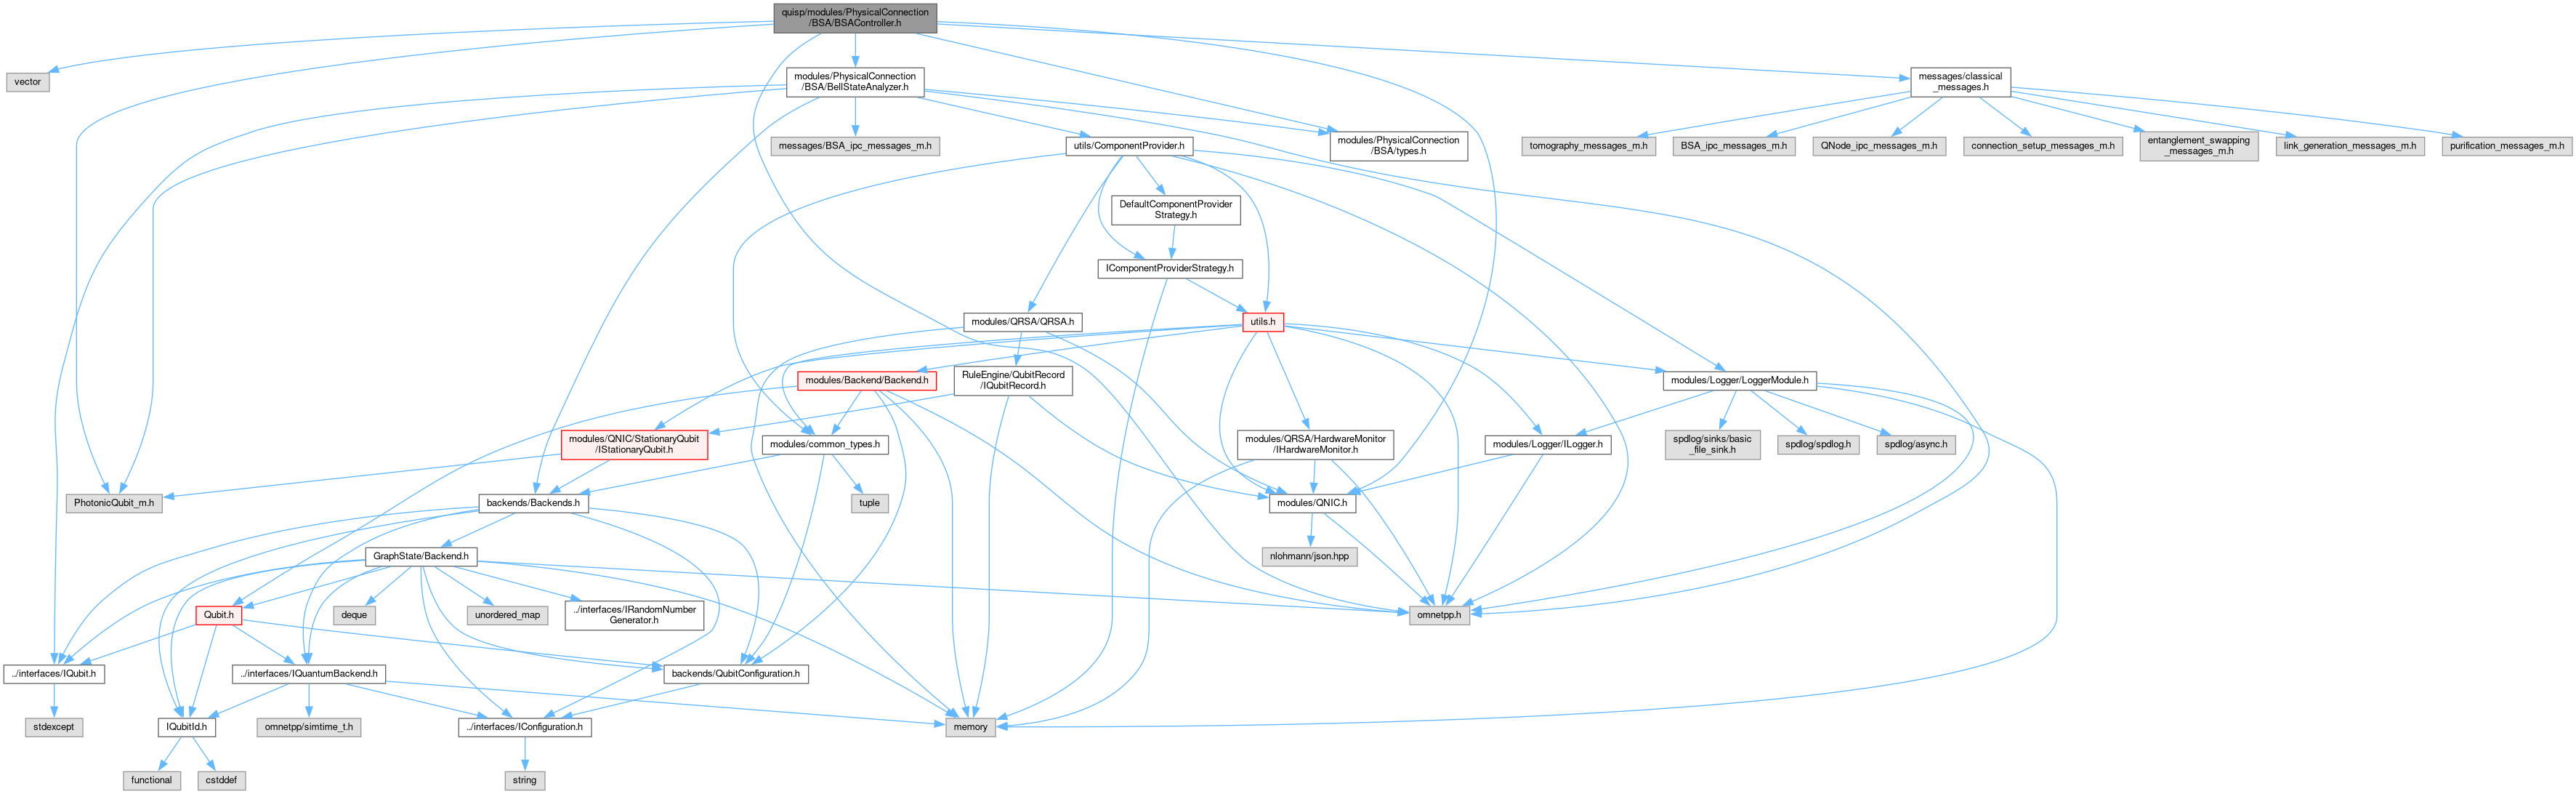 quisp/modules/PhysicalConnection
/BSA/BSAController.h
vector
modules/PhysicalConnection
/BSA/BellStateAnalyzer.h
messages/classical
_messages.h
messages/BSA_ipc_messages_m.h
utils/ComponentProvider.h
modules/PhysicalConnection
/BSA/types.h
tomography_messages_m.h
BSA_ipc_messages_m.h
QNode_ipc_messages_m.h
connection_setup_messages_m.h
entanglement_swapping
_messages_m.h
link_generation_messages_m.h
purification_messages_m.h
DefaultComponentProvider
Strategy.h
IComponentProviderStrategy.h
modules/QRSA/QRSA.h
utils.h
modules/Backend/Backend.h
RuleEngine/QubitRecord
/IQubitRecord.h
modules/Logger/LoggerModule.h
modules/QNIC/StationaryQubit
/IStationaryQubit.h
modules/common_types.h
modules/QRSA/HardwareMonitor
/IHardwareMonitor.h
modules/Logger/ILogger.h
spdlog/sinks/basic
_file_sink.h
spdlog/spdlog.h
spdlog/async.h
PhotonicQubit_m.h
backends/Backends.h
tuple
modules/QNIC.h
GraphState/Backend.h
nlohmann/json.hpp
Qubit.h
deque
unordered_map
../interfaces/IRandomNumber
Generator.h
omnetpp.h
../interfaces/IQubit.h
../interfaces/IQuantumBackend.h
backends/QubitConfiguration.h
stdexcept
IQubitId.h
omnetpp/simtime_t.h
../interfaces/IConfiguration.h
memory
functional
cstddef
string